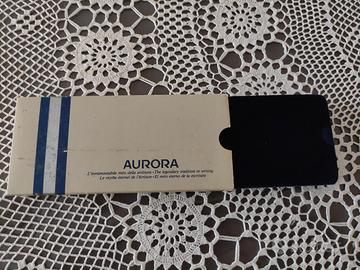 AURORA
L'intramontabile mito della scrittura • The legendary tradition in writing
Le mythe éternel de l'écriture • El mito eterno de la escritura